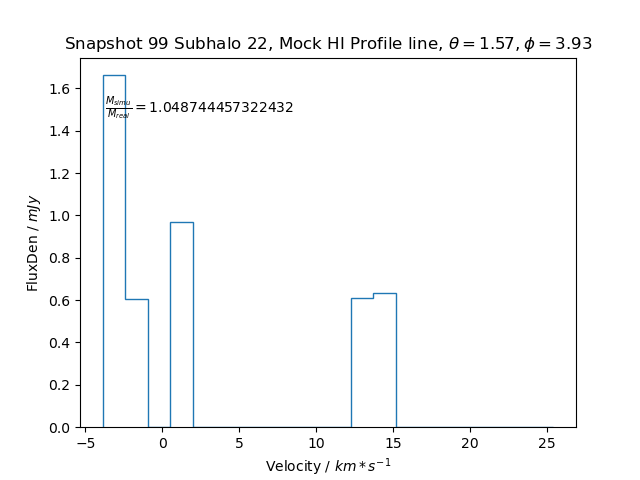 Snapshot 99 Subhalo 22, Mock HI Profile line, θ = 1.57, ϕ = 3.93
M_simu / M_real = 1.048744457322432
FluxDen / mJy
1.6
1.4
1.2
1.0
0.8
0.6
0.4
0.2
0.0
−5 0 5 10 15 20 25
Velocity / km * s⁻¹